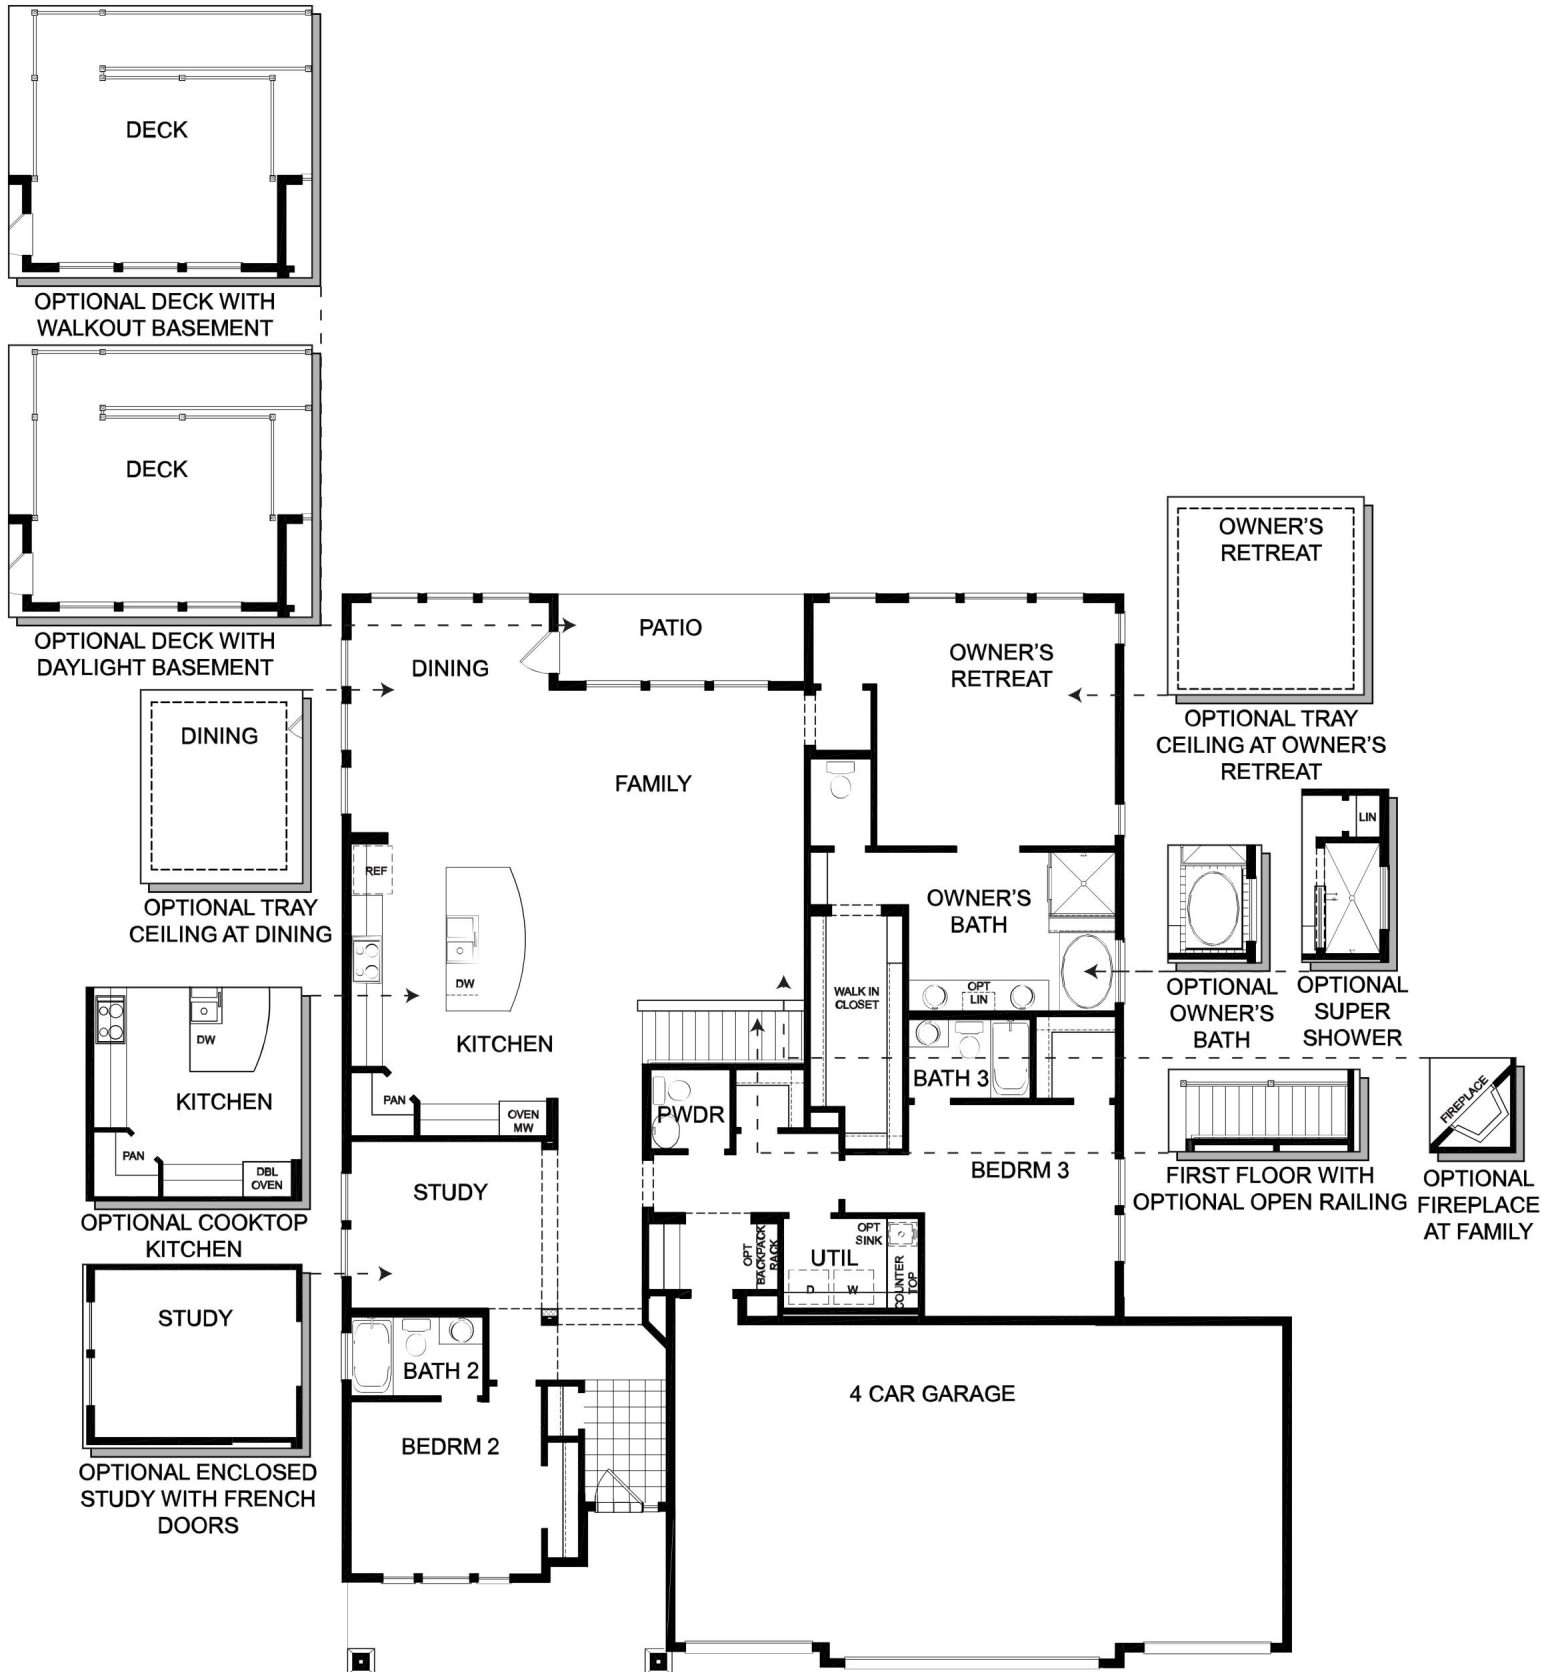 DECK
OPTIONAL DECK WITH
WALKOUT BASEMENT
DECK
OPTIONAL DECK WITH
DAYLIGHT BASEMENT
DINING
OPTIONAL TRAY
CEILING AT DINING
DW
KITCHEN
PAN
DBL
OVEN
OPTIONAL COOKTOP
KITCHEN
STUDY
OPTIONAL ENCLOSED
STUDY WITH FRENCH
DOORS
PATIO
DINING
FAMILY
REF
DW
KITCHEN
PAN
OVEN
MW
STUDY
BATH 2
BEDRM 2
OWNER'S
RETREAT
OWNER'S
BATH
OPT
LIN
WALK IN
CLOSET
BATH 3
PWDR
BEDRM 3
OPT
BACKPACK
RACK
UTIL
OPT
SINK
D
W
COUNTER
TOP
4 CAR GARAGE
OWNER'S
RETREAT
OPTIONAL TRAY
CEILING AT OWNER'S
RETREAT
OPTIONAL
OWNER'S
BATH
LIN
OPTIONAL
SUPER
SHOWER
FIRST FLOOR WITH
OPTIONAL OPEN RAILING
FIREPLACE
OPTIONAL
FIREPLACE
AT FAMILY